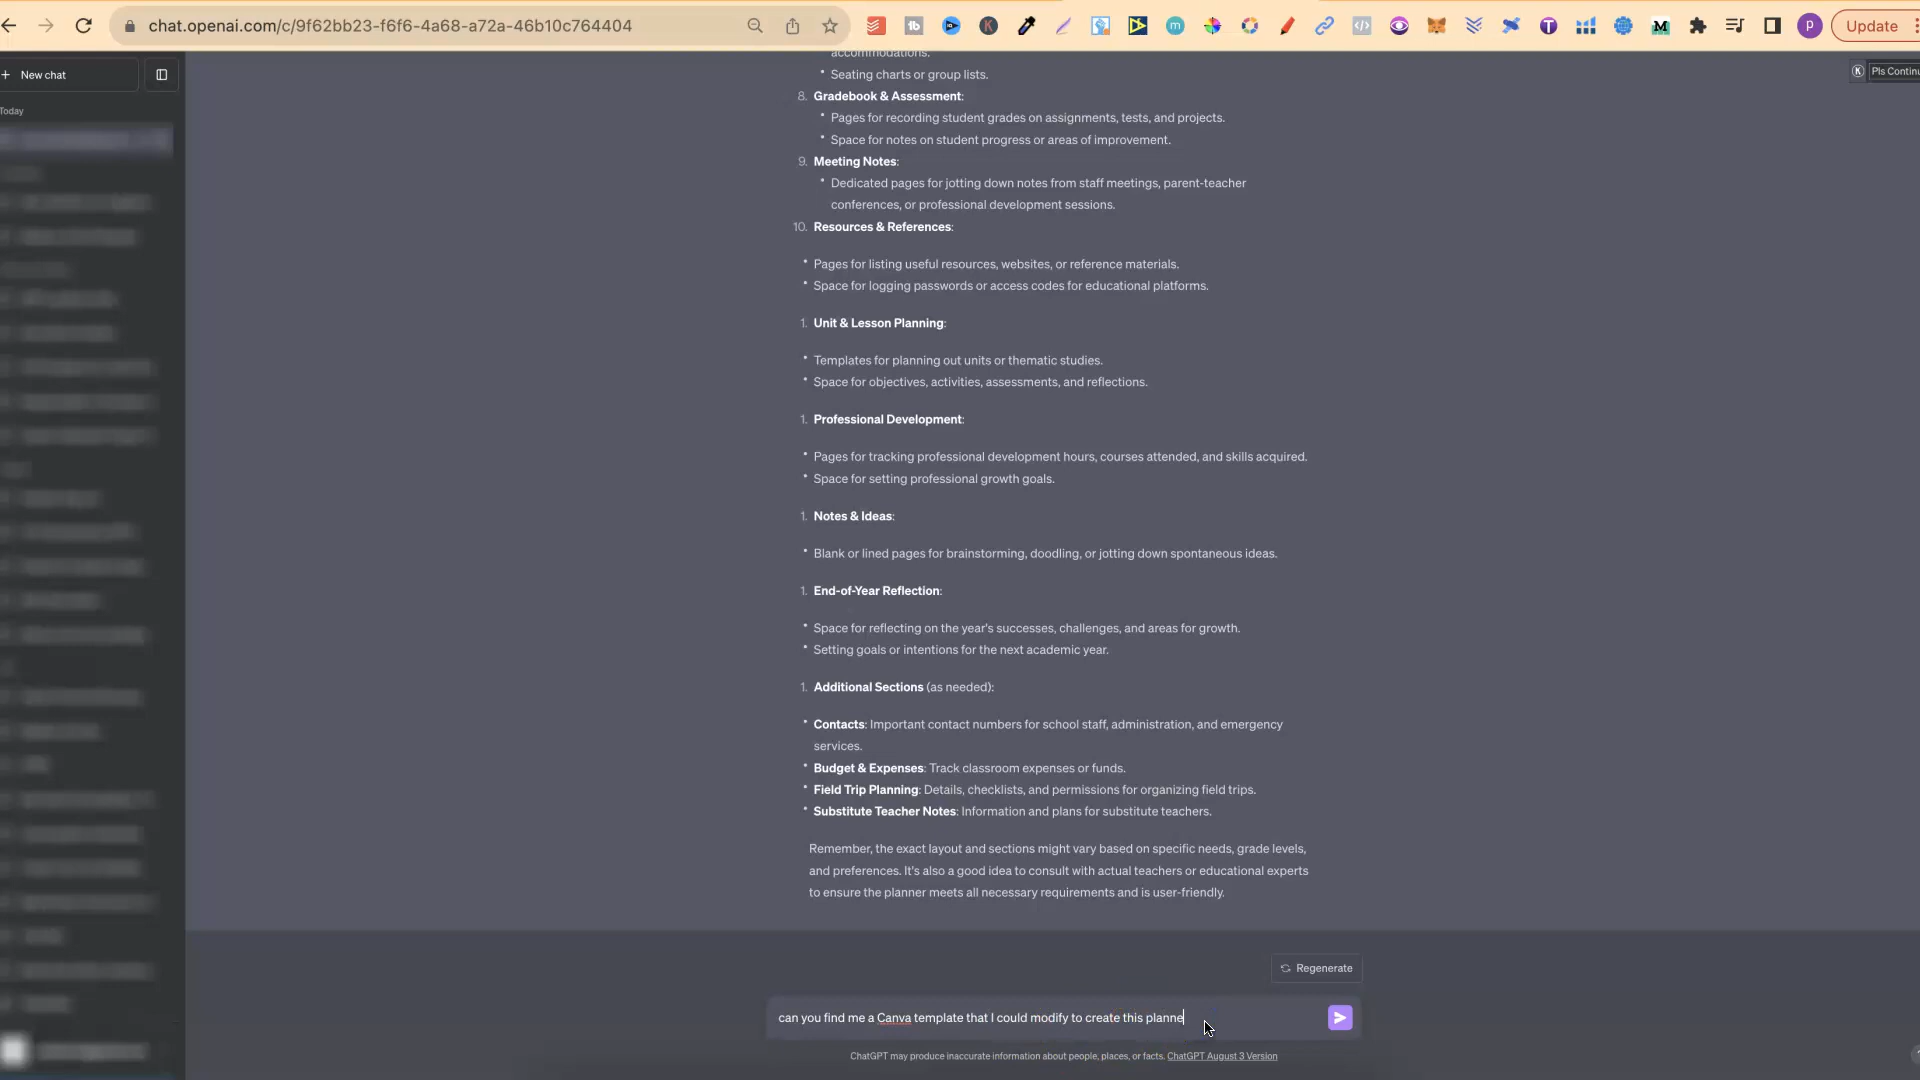 chat.openai.com/c/9f62bb23-f6f6-4a68-a72a-46b10c764404
Update
New chat
Today
Pls Continu
accommodations.
• Seating charts or group lists.
8. Gradebook & Assessment:
• Pages for recording student grades on assignments, tests, and projects.
• Space for notes on student progress or areas of improvement.
9. Meeting Notes:
• Dedicated pages for jotting down notes from staff meetings, parent-teacher
conferences, or professional development sessions.
10. Resources & References:
• Pages for listing useful resources, websites, or reference materials.
• Space for logging passwords or access codes for educational platforms.
1. Unit & Lesson Planning:
• Templates for planning out units or thematic studies.
• Space for objectives, activities, assessments, and reflections.
1. Professional Development:
• Pages for tracking professional development hours, courses attended, and skills acquired.
• Space for setting professional growth goals.
1. Notes & Ideas:
• Blank or lined pages for brainstorming, doodling, or jotting down spontaneous ideas.
1. End-of-Year Reflection:
• Space for reflecting on the year's successes, challenges, and areas for growth.
• Setting goals or intentions for the next academic year.
1. Additional Sections (as needed):
• Contacts: Important contact numbers for school staff, administration, and emergency
services.
• Budget & Expenses: Track classroom expenses or funds.
• Field Trip Planning: Details, checklists, and permissions for organizing field trips.
• Substitute Teacher Notes: Information and plans for substitute teachers.
Remember, the exact layout and sections might vary based on specific needs, grade levels,
and preferences. It's also a good idea to consult with actual teachers or educational experts
to ensure the planner meets all necessary requirements and is user-friendly.
Regenerate
can you find me a Canva template that I could modify to create this planne
ChatGPT may produce inaccurate information about people, places, or facts. ChatGPT August 3 Version